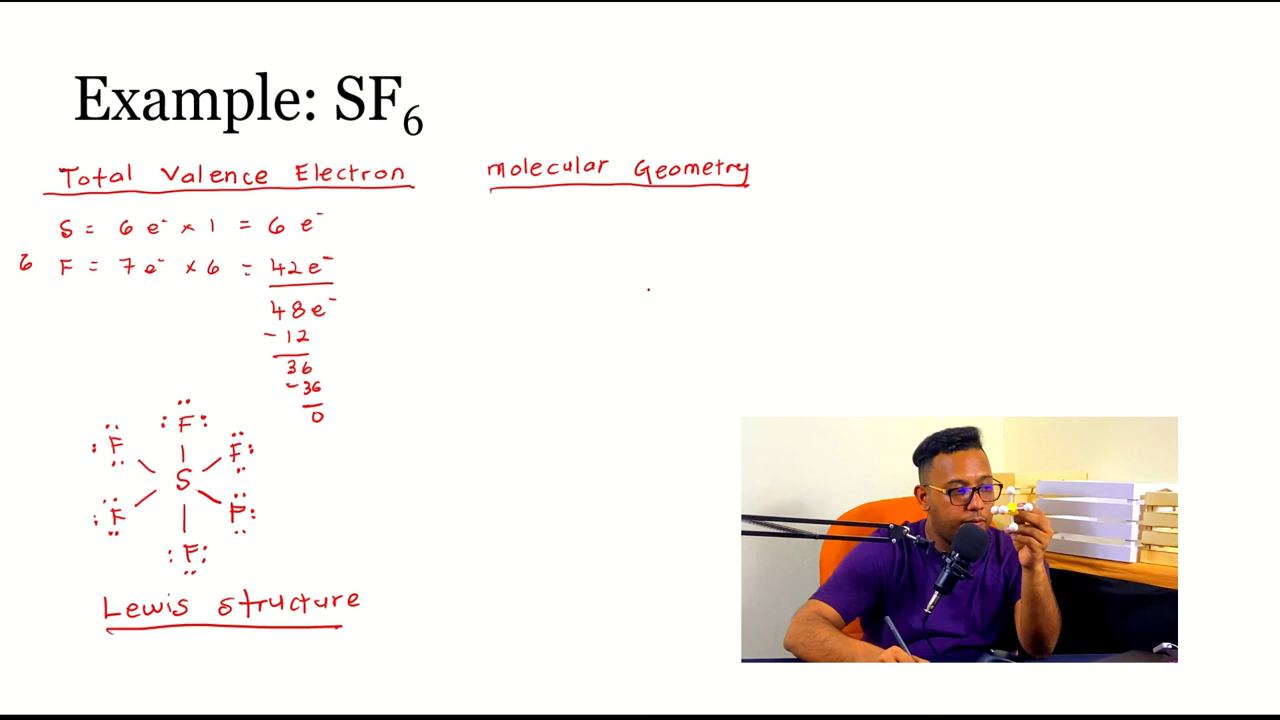 Example: SF₆
Total Valence Electron
S = 6 e⁻ × 1 = 6 e⁻
6 F = 7 e⁻ × 6 = 42 e⁻
48 e⁻
- 12
36
- 36
0
F
F F
S
F F
F
Lewis structure
molecular Geometry